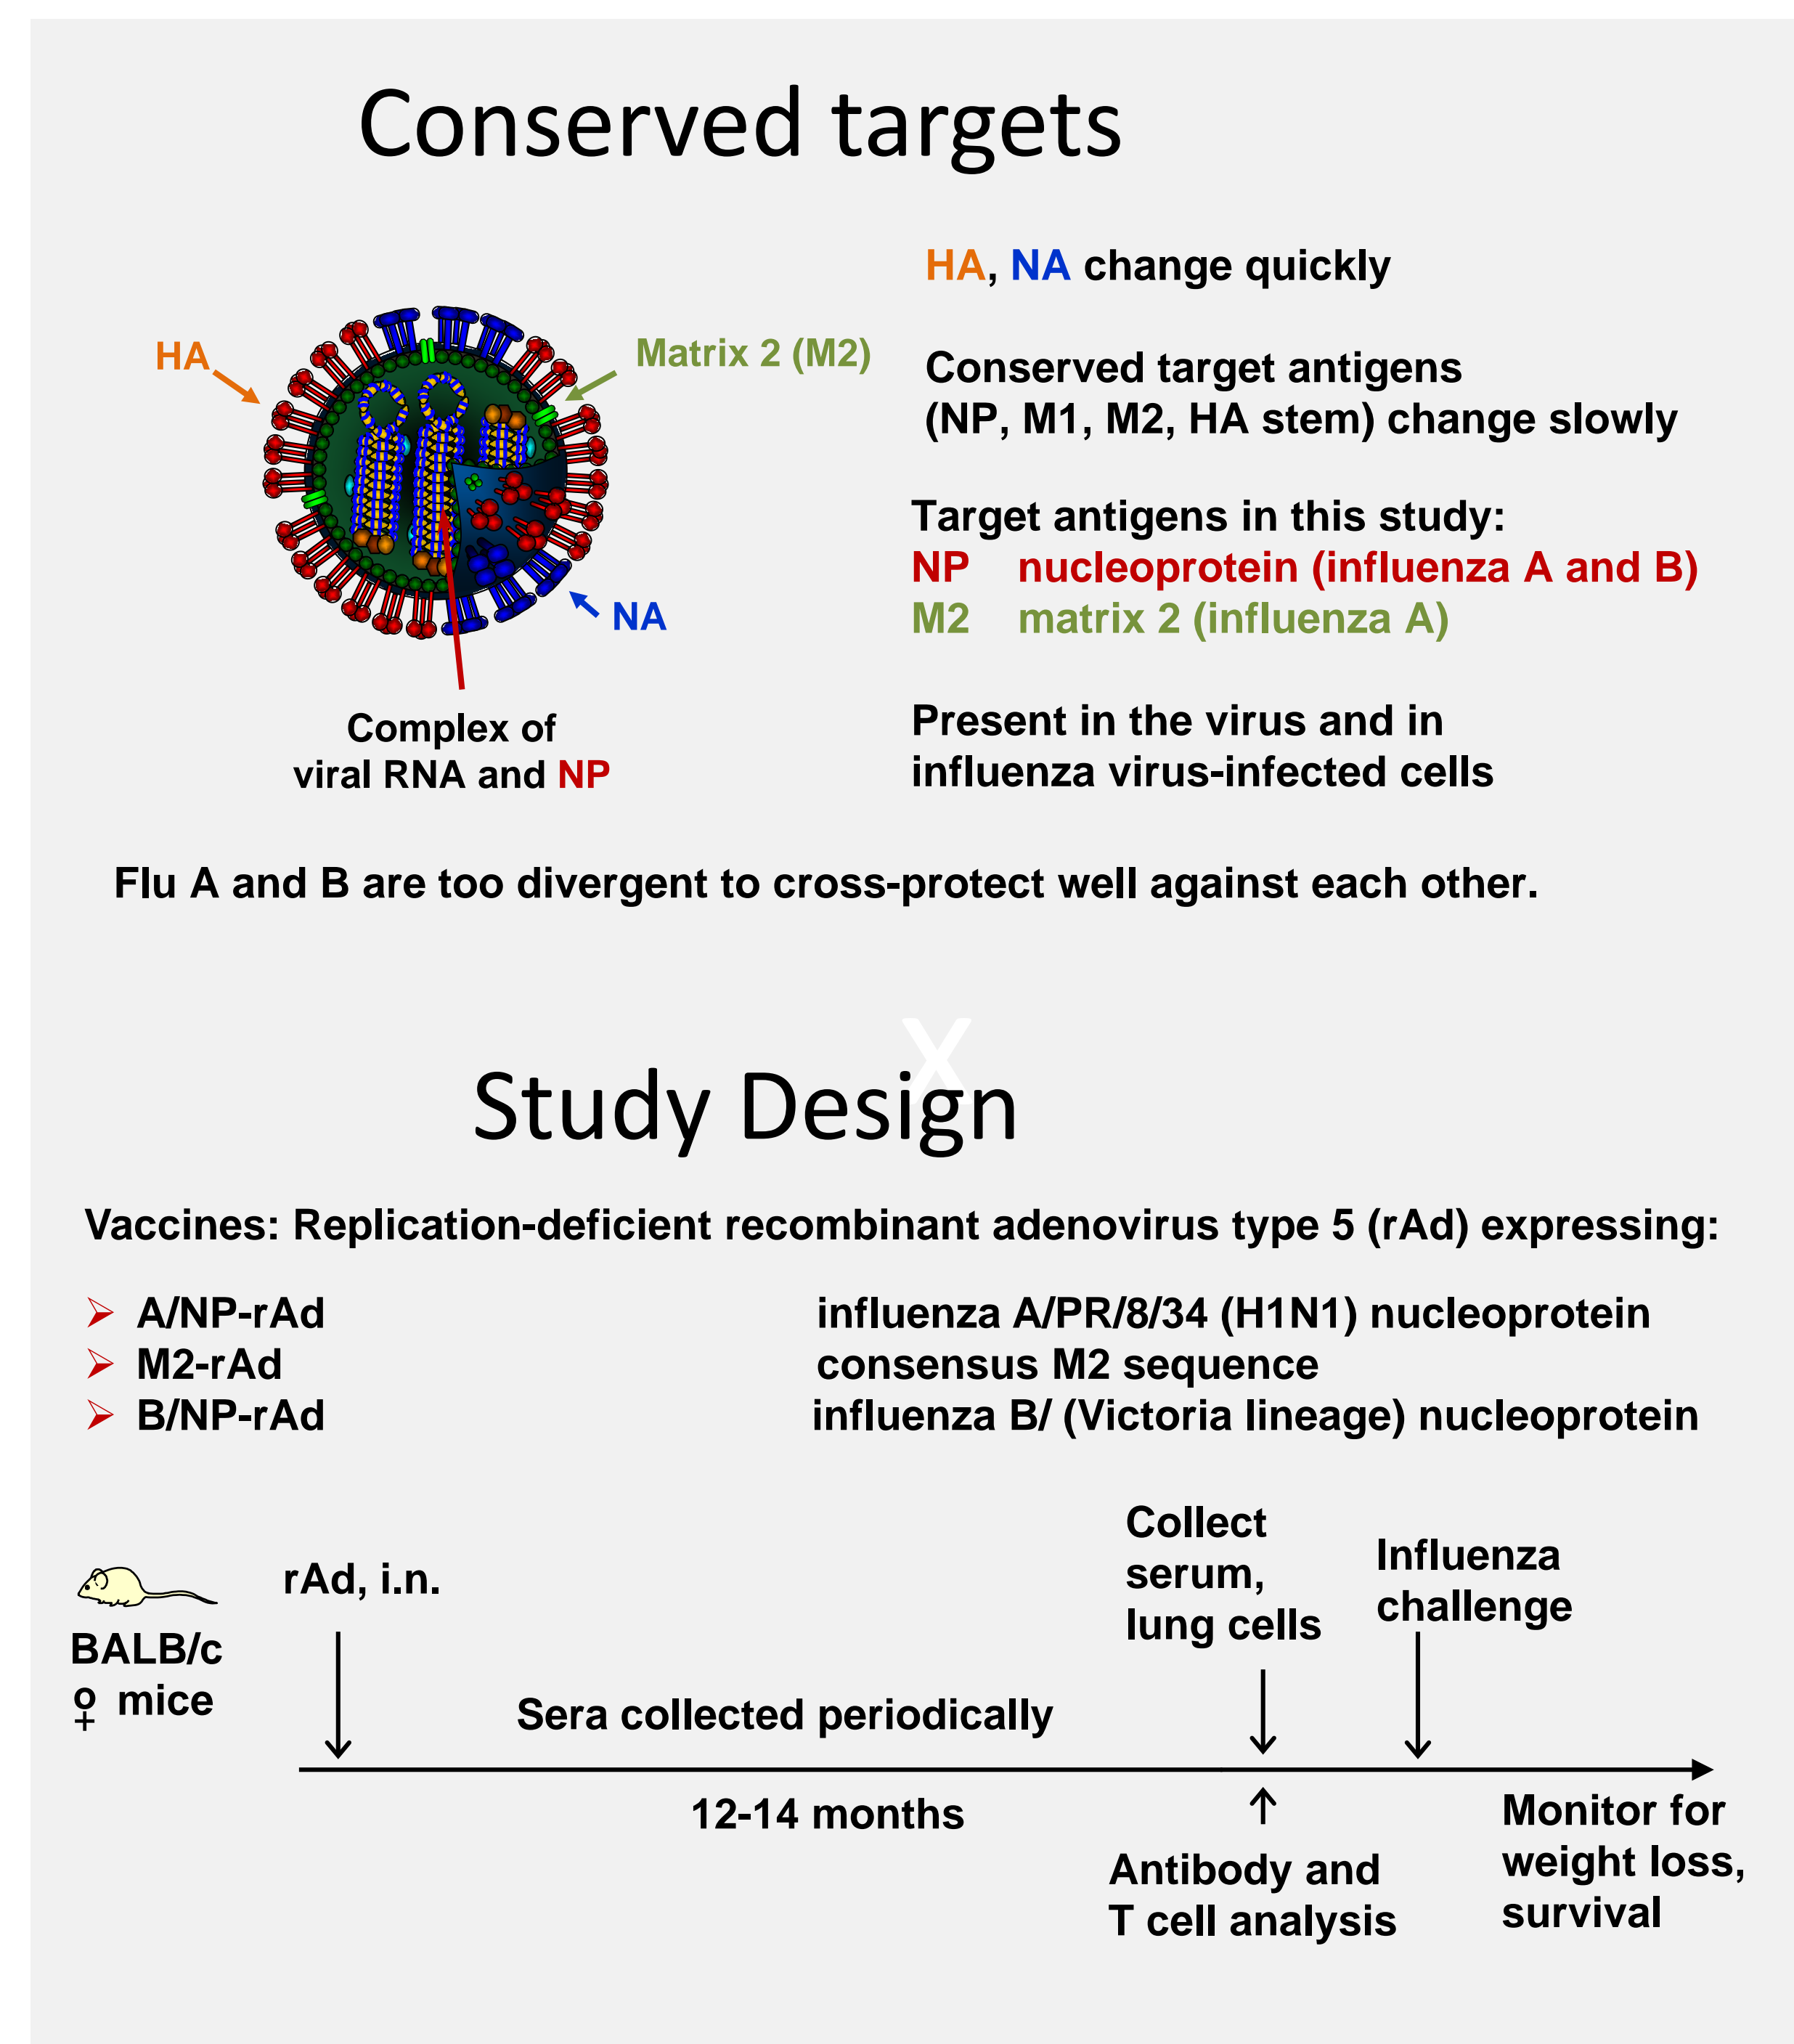 Conserved targets
HA, NA change quickly
HA
Matrix 2 (M2)
Conserved target antigens
(NP, M1, M2, HA stem) change slowly
Target antigens in this study:
NP nucleoprotein (influenza A and B)
M2 matrix 2 (influenza A)
NA
Complex of
viral RNA and NP
Present in the virus and in
influenza virus-infected cells
Flu A and B are too divergent to cross-protect well against each other.
X
Study Design
Vaccines: Replication-deficient recombinant adenovirus type 5 (rAd) expressing:
➢ A/NP-rAd influenza A/PR/8/34 (H1N1) nucleoprotein
➢ M2-rAd consensus M2 sequence
➢ B/NP-rAd influenza B/ (Victoria lineage) nucleoprotein
BALB/c
♀ mice
rAd, i.n.
Sera collected periodically
12-14 months
Collect
serum,
lung cells
Antibody and
T cell analysis
Influenza
challenge
Monitor for
weight loss,
survival